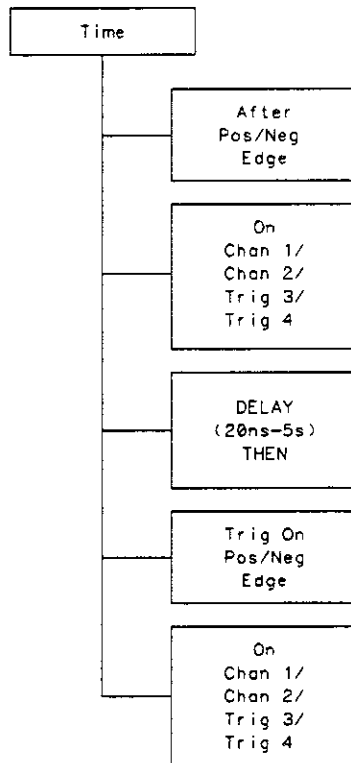 Time
After
Pos/Neg
Edge
On
Chan 1/
Chan 2/
Trig 3/
Trig 4
DELAY
(20ns-5s)
THEN
Trig On
Pos/Neg
Edge
On
Chan 1/
Chan 2/
Trig 3/
Trig 4